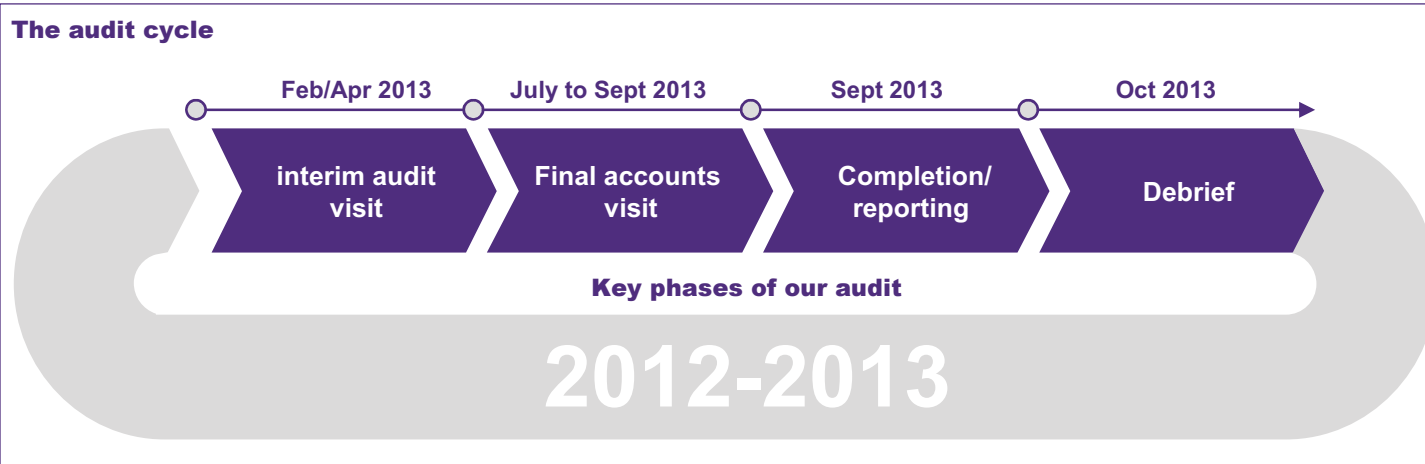 The audit cycle
Feb/Apr 2013
July to Sept 2013
Sept 2013
Oct 2013
interim audit
visit
Final accounts
visit
Completion/
reporting
Debrief
Key phases of our audit
2012-2013